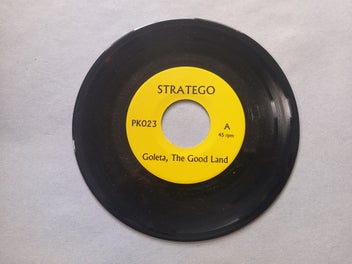 STRATEGO
PK023
A
45 rpm
Goleta, The Good Land